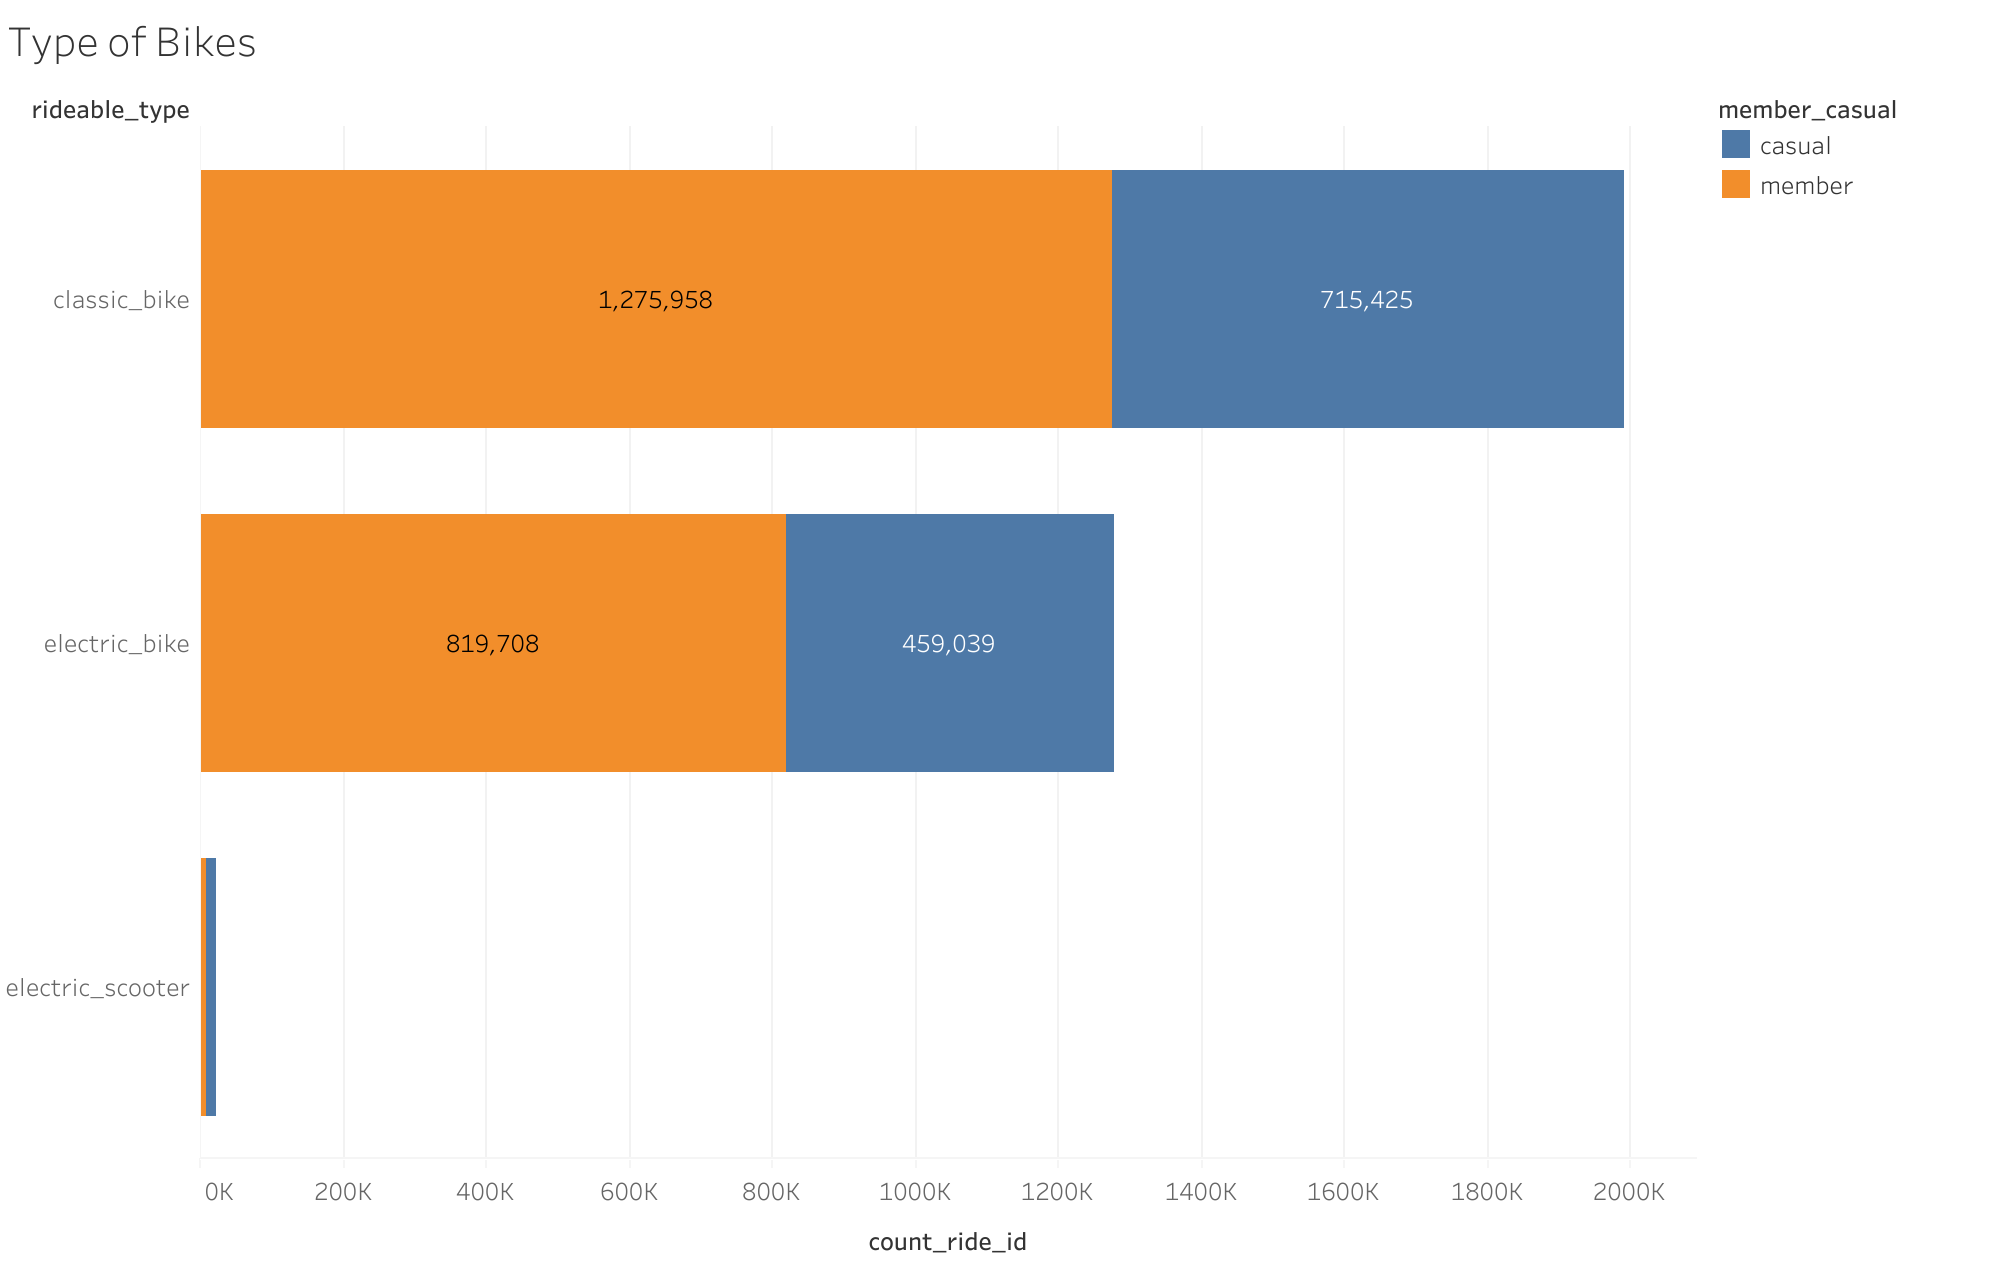 Type of Bikes
rideable_type
member_casual
casual
member
classic_bike
1,275,958
715,425
electric_bike
819,708
459,039
electric_scooter
0K 200K 400K 600K 800K 1000K 1200K 1400K 1600K 1800K 2000K
count_ride_id